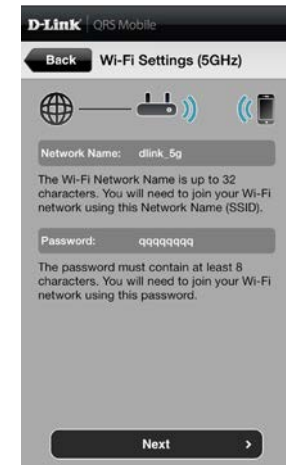 D-Link QRS Mobile
Back Wi-Fi Settings (5GHz)
Network Name: dlink_5g
The Wi-Fi Network Name is up to 32
characters. You will need to join your Wi-Fi
network using this Network Name (SSID).
Password: qqqqqqqq
The password must contain at least 8
characters. You will need to join your Wi-Fi
network using this password.
Next >